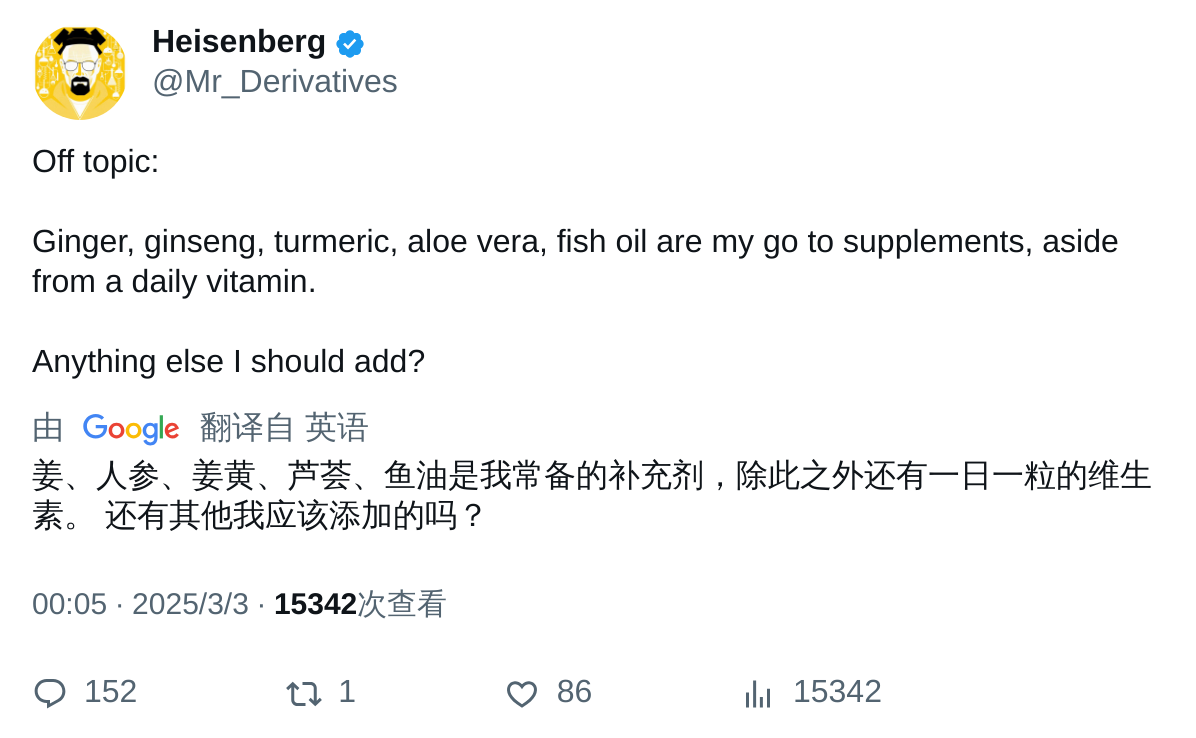 Heisenberg
@Mr_Derivatives
Off topic:
Ginger, ginseng, turmeric, aloe vera, fish oil are my go to supplements, aside
from a daily vitamin.
Anything else I should add?
由 Google 翻译自 英语
姜、人参、姜黄、芦荟、鱼油是我常备的补充剂，除此之外还有一日一粒的维生
素。 还有其他我应该添加的吗？
00:05 · 2025/3/3 · 15342次查看
152 1 86 15342